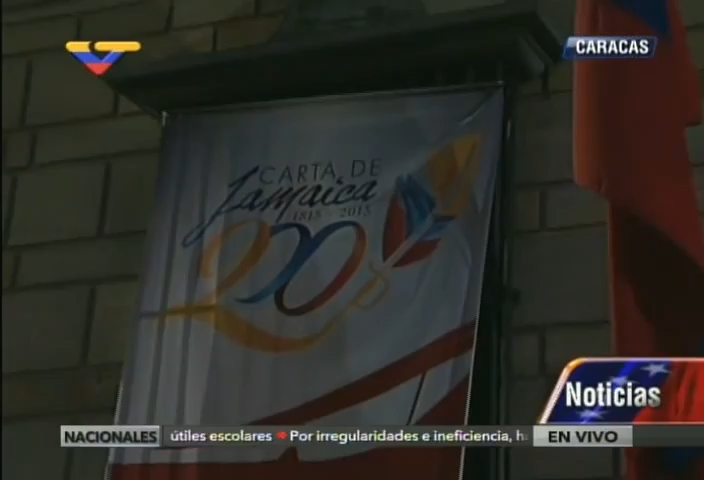 CARACAS
CARTA DE
Jamaica
1815 - 2015
200
Noticias
NACIONALES
útiles escolares
Por irregularidades e ineficiencia, h
EN VIVO